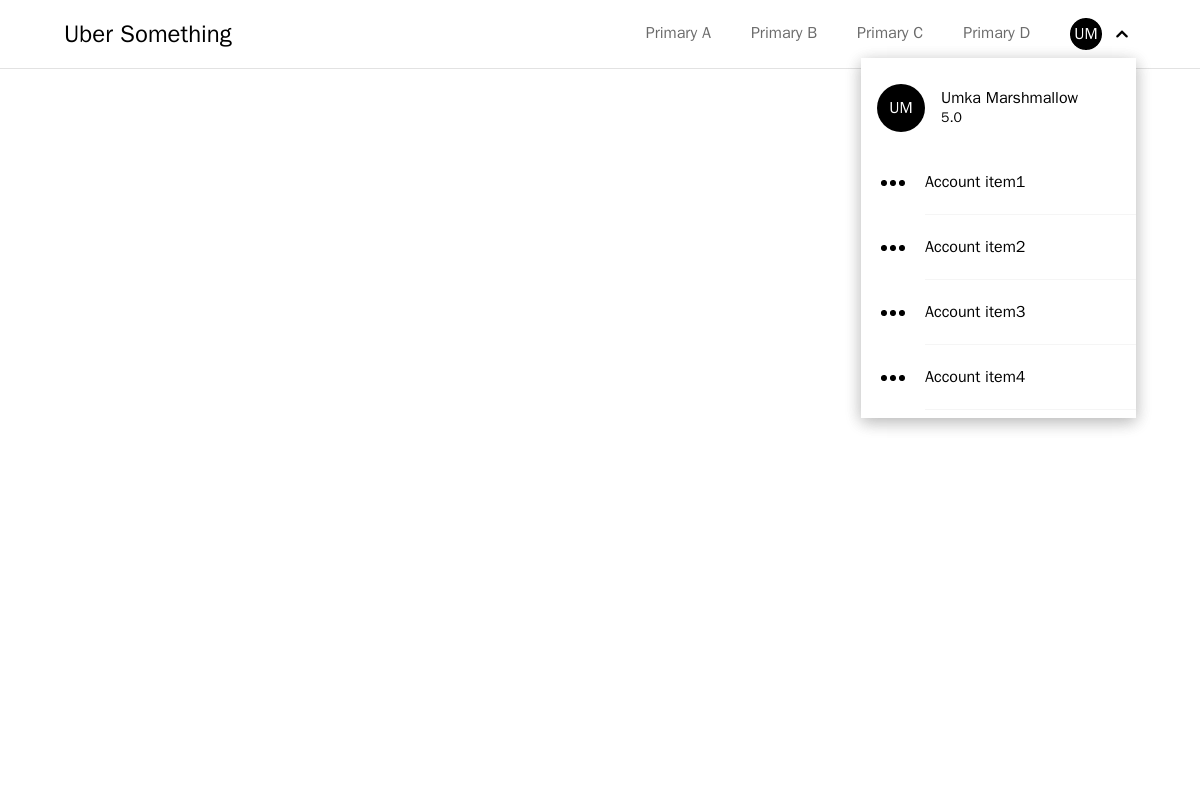 Uber Something
Primary A
Primary B
Primary C
Primary D
UM
UM
Umka Marshmallow
5.0
Account item1
Account item2
Account item3
Account item4